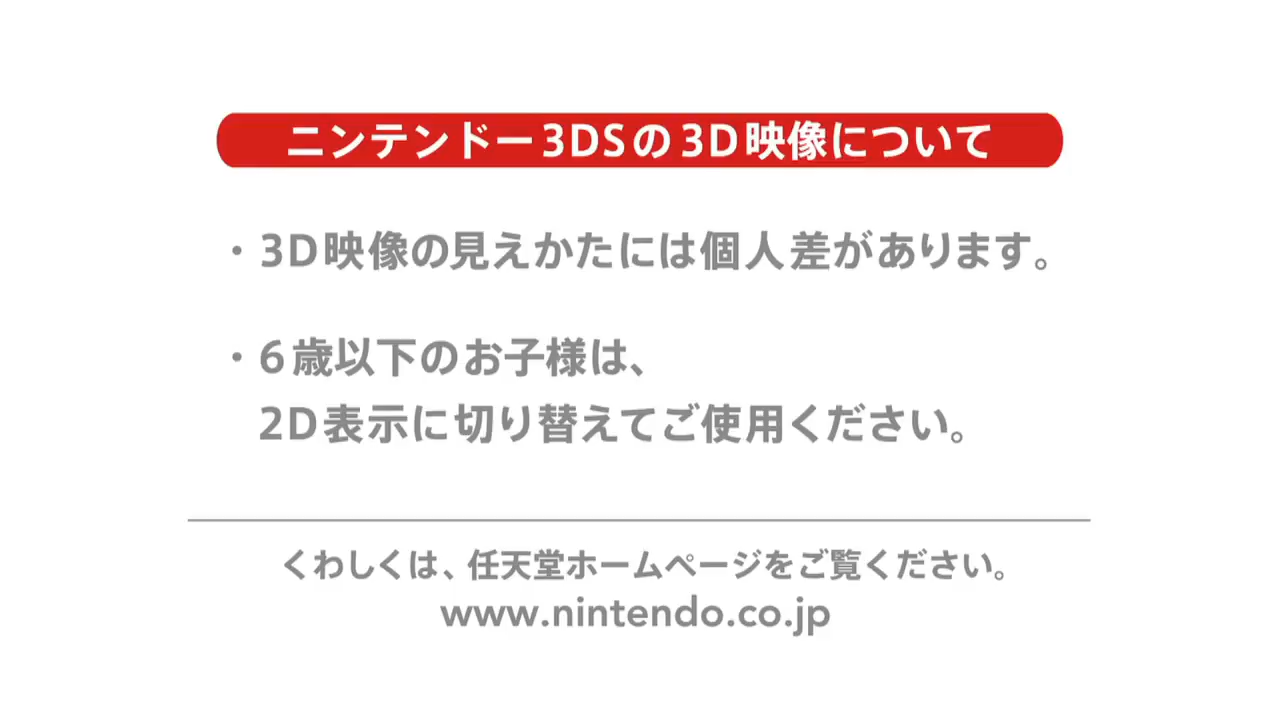 ニンテンドー3DSの3D映像について
・3D映像の見えかたには個人差があります。
・6歳以下のお子様は、
2D表示に切り替えてご使用ください。
くわしくは、任天堂ホームページをご覧ください。
www.nintendo.co.jp